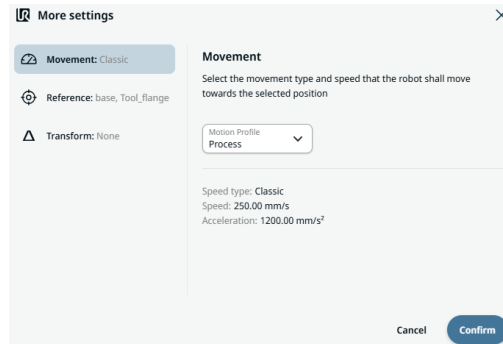 UR More settings
Movement: Classic
Reference: base, Tool_flange
Transform: None
Movement
Select the movement type and speed that the robot shall move
towards the selected position
Motion Profile
Process
Speed type: Classic
Speed: 250.00 mm/s
Acceleration: 1200.00 mm/s²
Cancel
Confirm